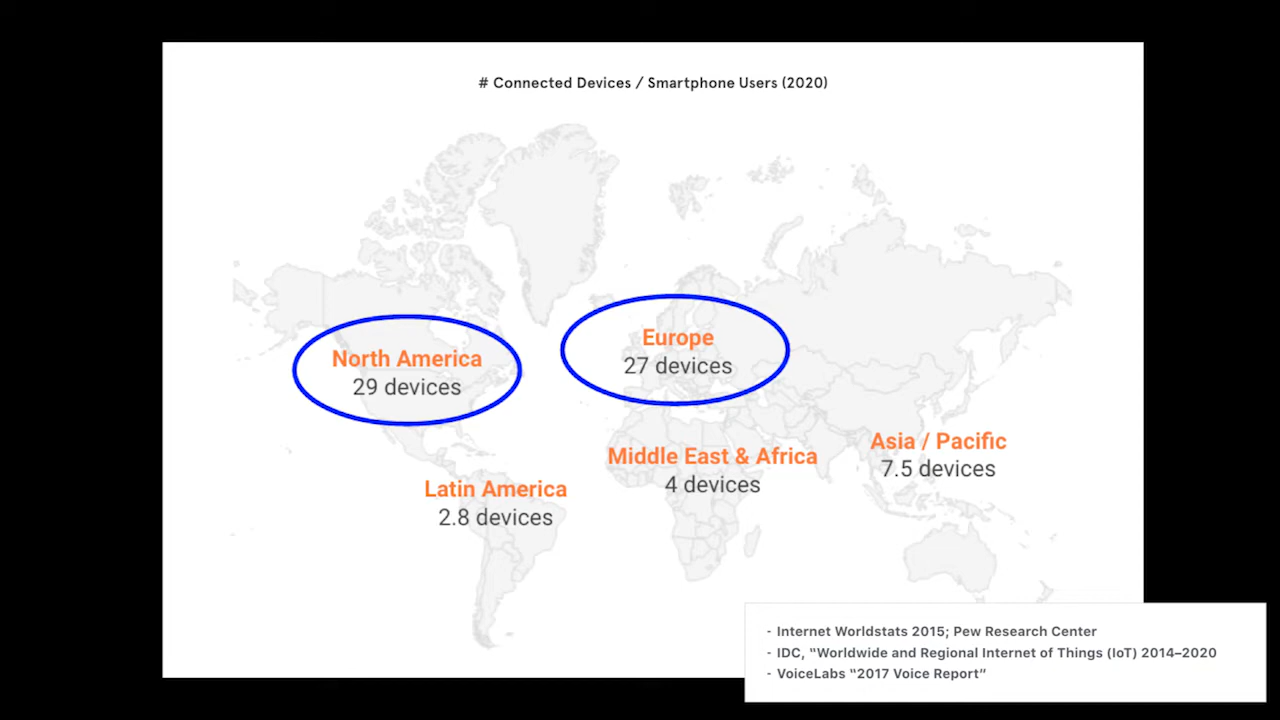 # Connected Devices / Smartphone Users (2020)
North America
29 devices
Europe
27 devices
Middle East & Africa
4 devices
Asia / Pacific
7.5 devices
Latin America
2.8 devices
- Internet Worldstats 2015; Pew Research Center
- IDC, “Worldwide and Regional Internet of Things (IoT) 2014–2020
- VoiceLabs “2017 Voice Report”